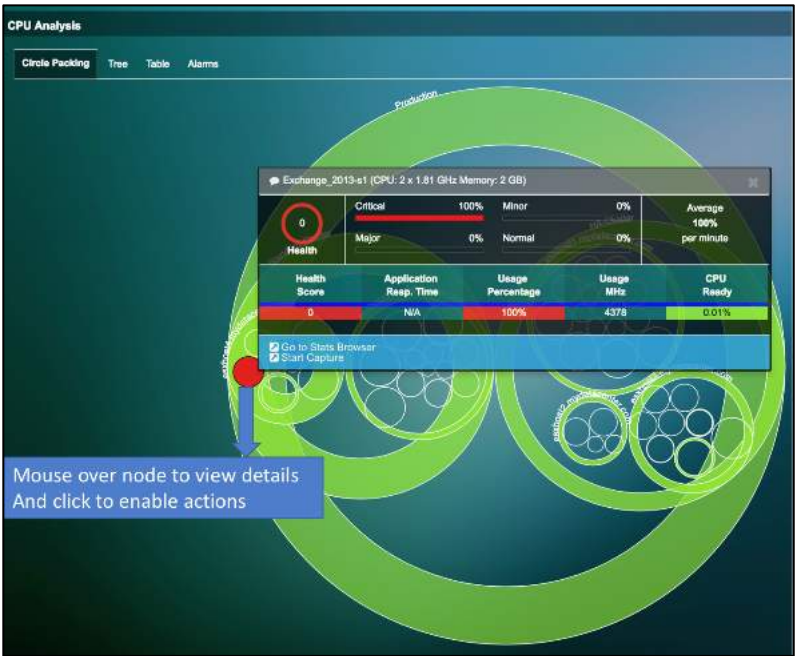 CPU Analysis
Circle Packing Tree Table Alarms
Production
Exchange_2013-s1 (CPU: 2 x 1.81 GHz Memory: 2 GB)
Critical 100% Minor 0% Average
0 100%
Major 0% Normal 0% per minute
Health
Health Application Usage Usage CPU
Score Resp. Time Percentage MHz Ready
0 N/A 100% 4378 0.01%
Go to Stats Browser
Start Capture
Mouse over node to view details
And click to enable actions